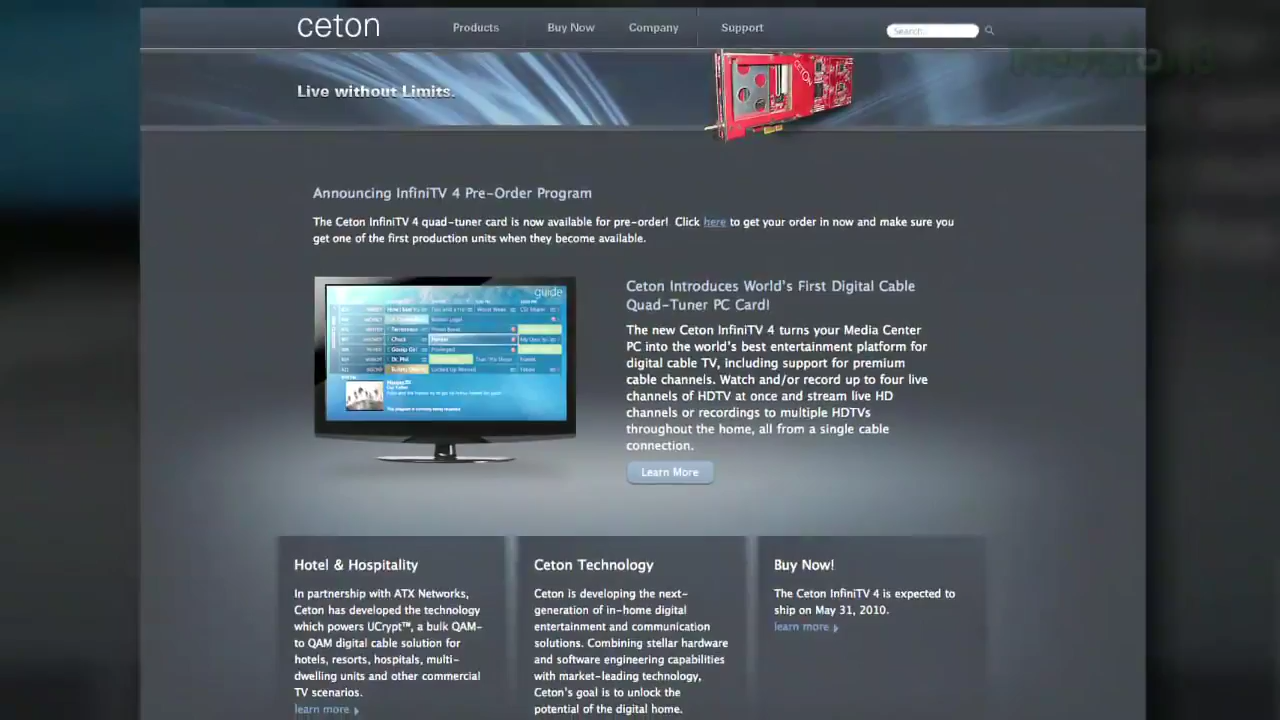 ceton
Products
Buy Now
Company
Support
Search...
Live without Limits.
CETON
Announcing InfiniTV 4 Pre-Order Program
The Ceton InfiniTV 4 quad-tuner card is now available for pre-order! Click here to get your order in now and make sure you
get one of the first production units when they become available.
guide
Chuck
Gossip Girl
Dr. Phil
Ceton Introduces World's First Digital Cable
Quad-Tuner PC Card!
The new Ceton InfiniTV 4 turns your Media Center
PC into the world's best entertainment platform for
digital cable TV, including support for premium
cable channels. Watch and/or record up to four live
channels of HDTV at once and stream live HD
channels or recordings to multiple HDTVs
throughout the home, all from a single cable
connection.
Learn More
Hotel & Hospitality
In partnership with ATX Networks,
Ceton has developed the technology
which powers UCrypt™, a bulk QAM-
to QAM digital cable solution for
hotels, resorts, hospitals, multi-
dwelling units and other commercial
TV scenarios.
learn more
Ceton Technology
Ceton is developing the next-
generation of in-home digital
entertainment and communication
solutions. Combining stellar hardware
and software engineering capabilities
with market-leading technology,
Ceton's goal is to unlock the
potential of the digital home.
Buy Now!
The Ceton InfiniTV 4 is expected to
ship on May 31, 2010.
learn more